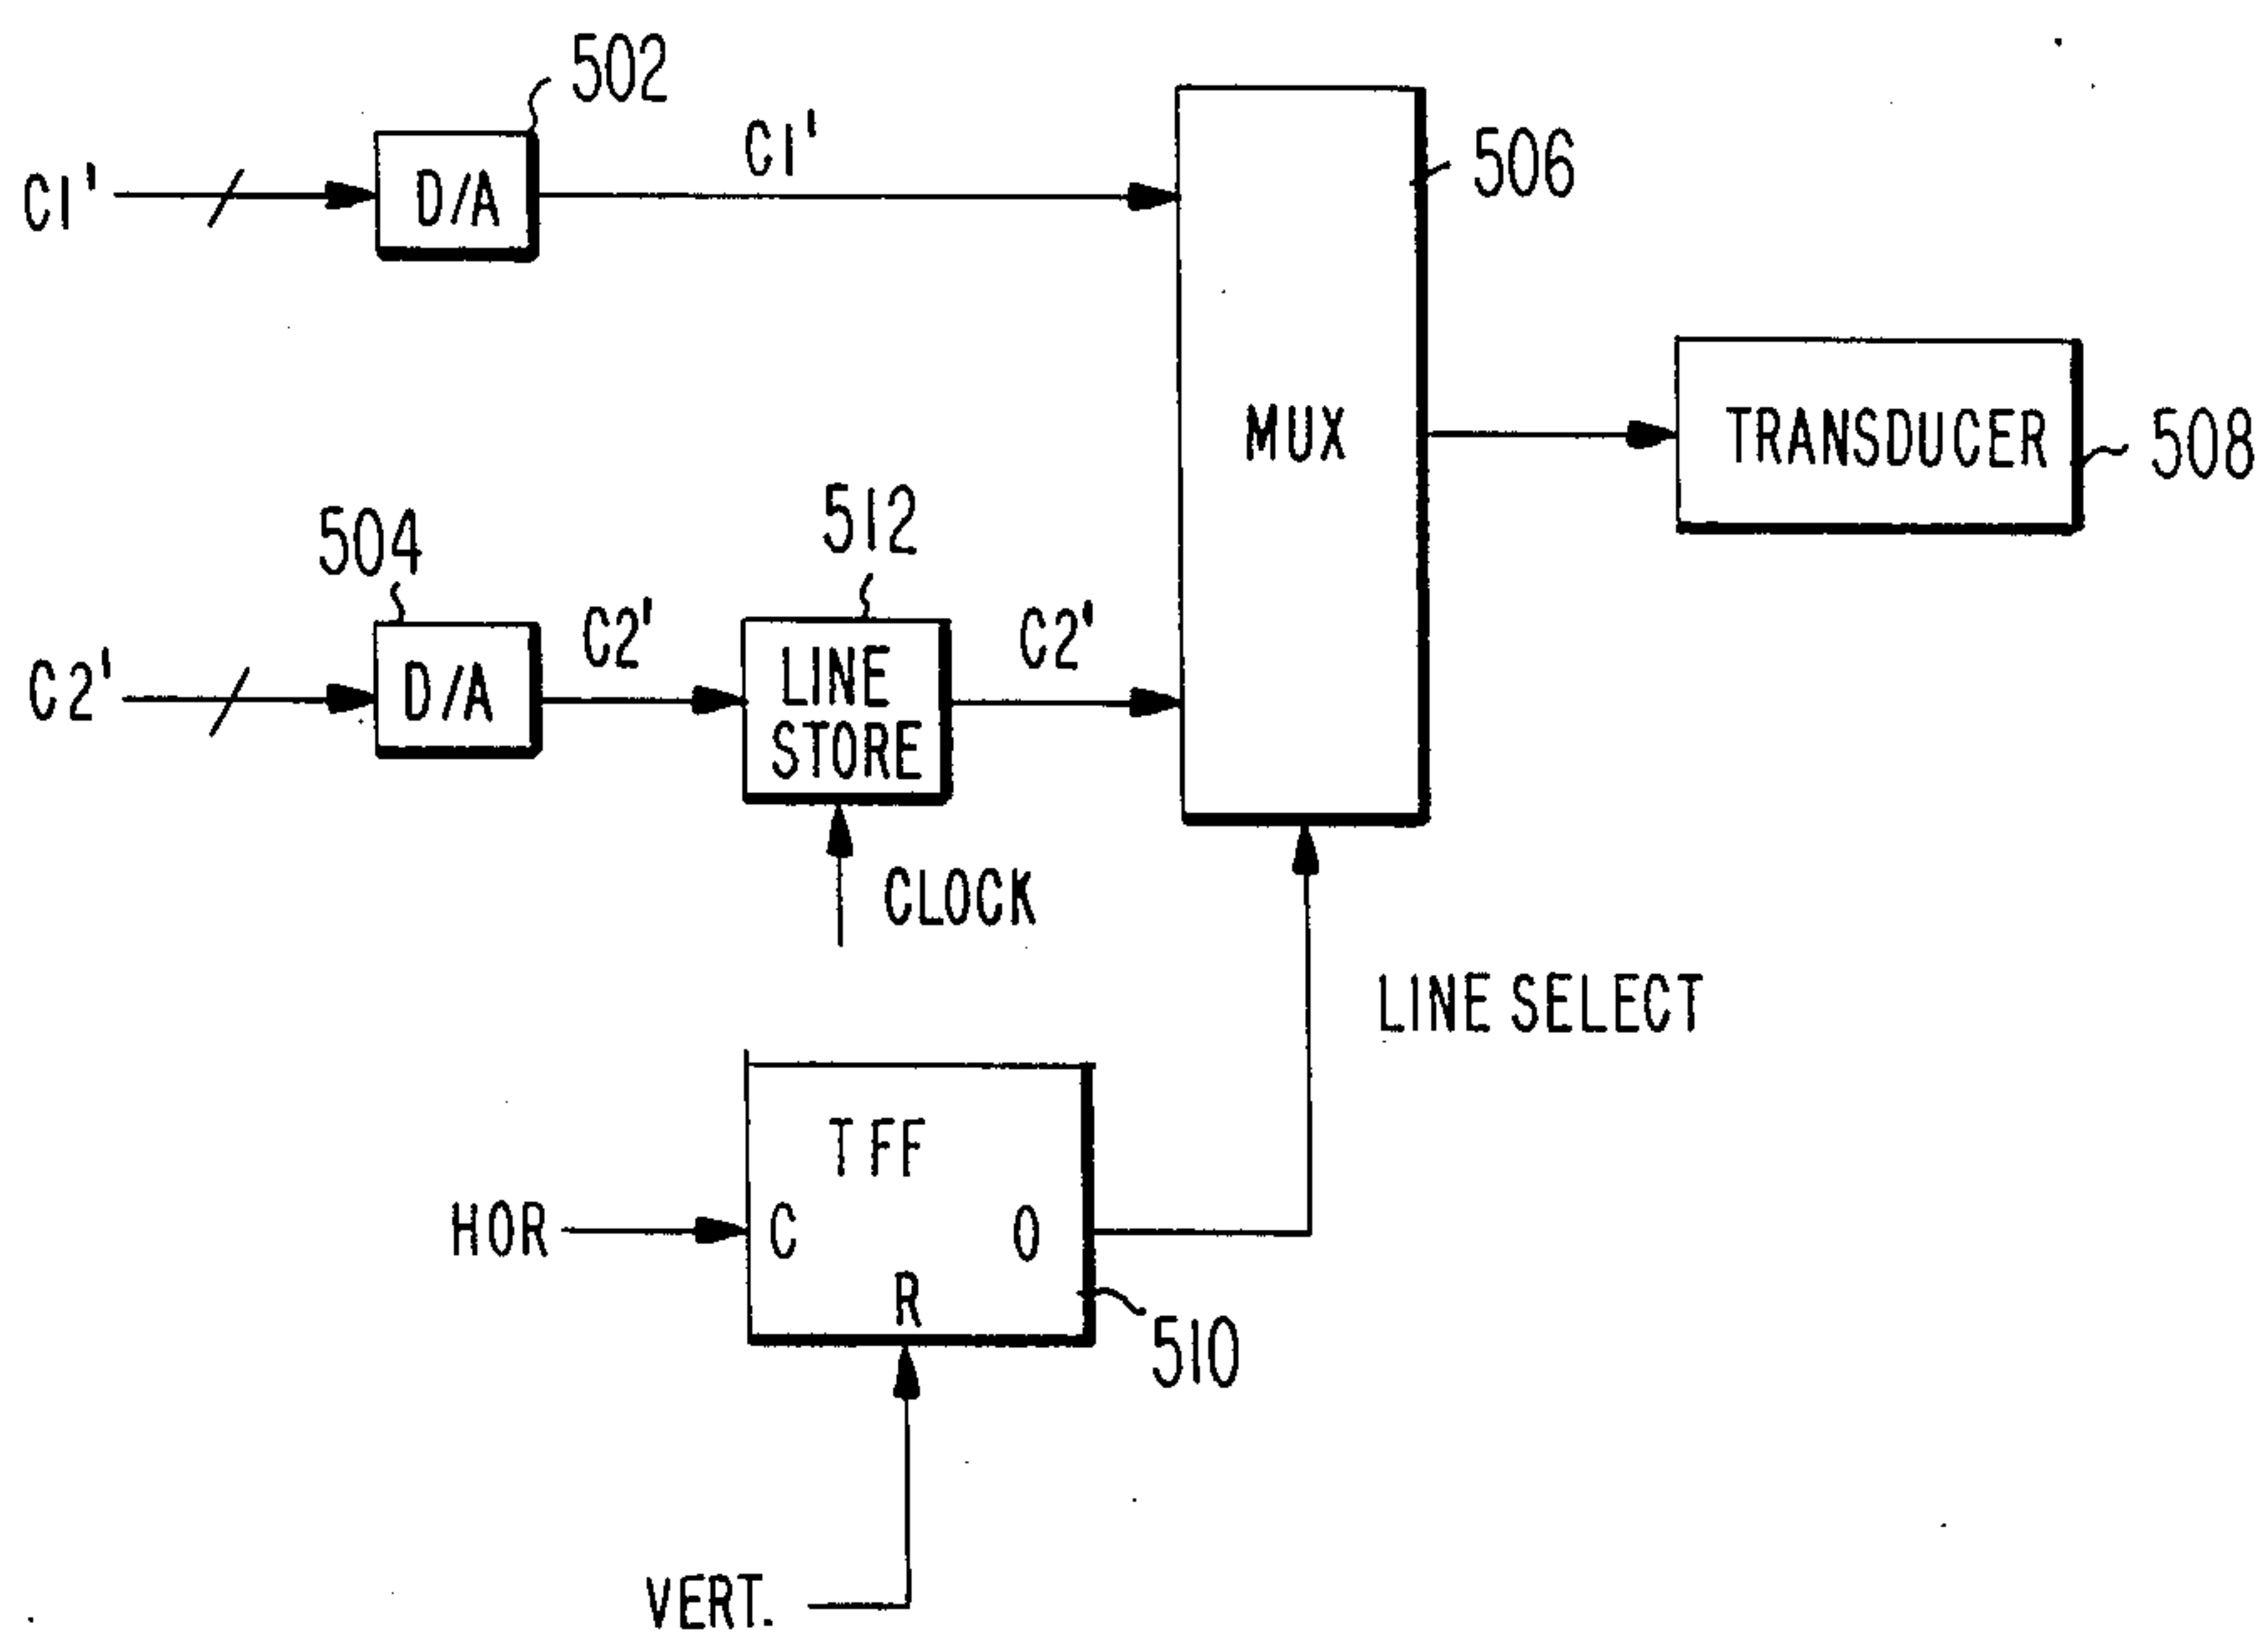 502
C1'
D/A
C1'
506
MUX
TRANSDUCER
508
504
512
C2'
D/A
C2'
LINE
STORE
C2'
CLOCK
LINE SELECT
TFF
HOR
C
O
R
510
VERT.